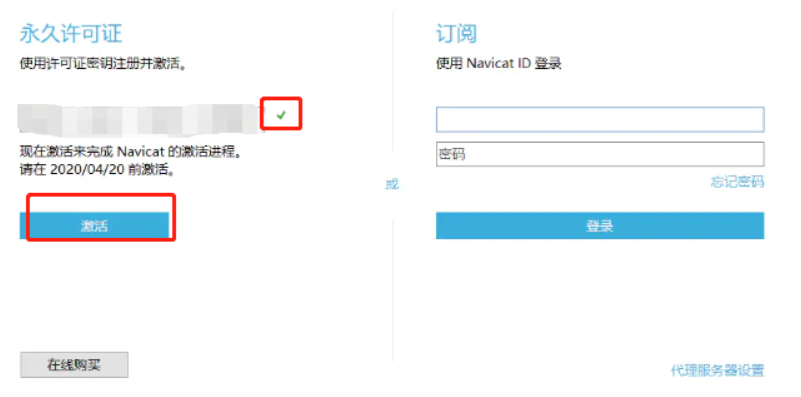 永久许可证
使用许可证密钥注册并激活。
现在激活来完成 Navicat 的激活进程。
请在 2020/04/20 前激活。
激活
在线购买
或
订阅
使用 Navicat ID 登录
密码
忘记密码
登录
代理服务器设置